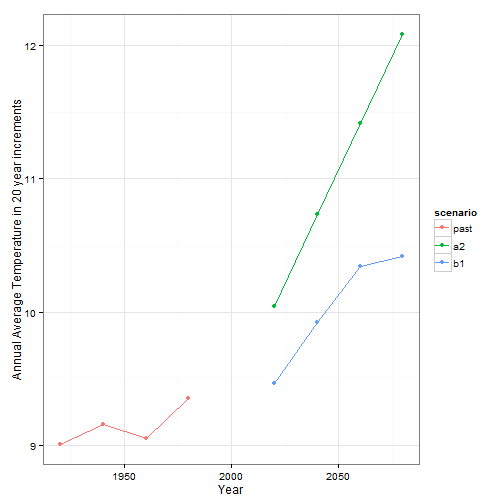 12
11
10
9
Annual Average Temperature in 20 year increments
1950
2000
2050
Year
scenario
past
a2
b1